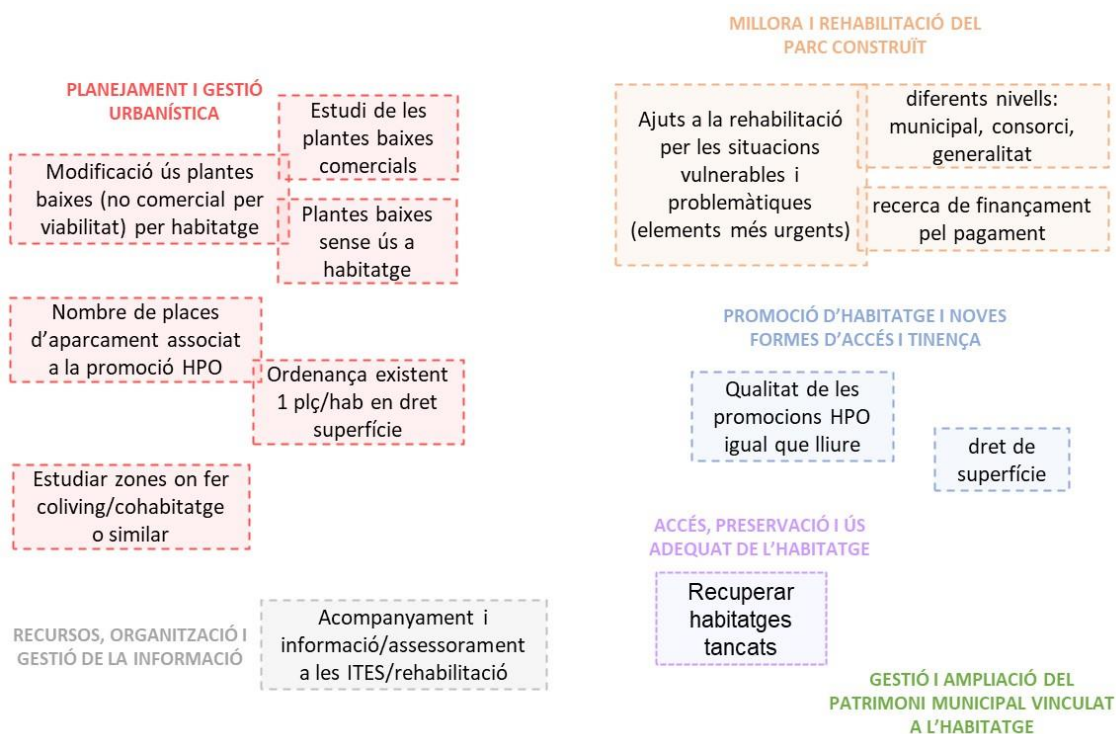 PLANEJAMENT I GESTIÓ
URBANÍSTICA
Estudi de les
plantes baixes
comercials
Modificació ús plantes
baixes (no comercial per
viabilitat) per habitatge
Plantes baixes
sense ús a
habitatge
Nombre de places
d’aparcament associat
a la promoció HPO
Ordenança existent
1 plç/hab en dret
superfície
Estudiar zones on fer
coliving/cohabitatge
o similar
RECURSOS, ORGANITZACIÓ I
GESTIÓ DE LA INFORMACIÓ
Acompanyament i
informació/assessorament
a les ITES/rehabilitació
MILLORA I REHABILITACIÓ DEL
PARC CONSTRUÏT
Ajuts a la rehabilitació
per les situacions
vulnerables i
problemàtiques
(elements més urgents)
diferents nivells:
municipal, consorci,
generalitat
recerca de finançament
pel pagament
PROMOCIÓ D’HABITATGE I NOVES
FORMES D’ACCÉS I TINENÇA
Qualitat de les
promocions HPO
igual que lliure
dret de
superfície
ACCÉS, PRESERVACIÓ I ÚS
ADEQUAT DE L’HABITATGE
Recuperar
habitatges
tancats
GESTIÓ I AMPLIACIÓ DEL
PATRIMONI MUNICIPAL VINCULAT
A L’HABITATGE